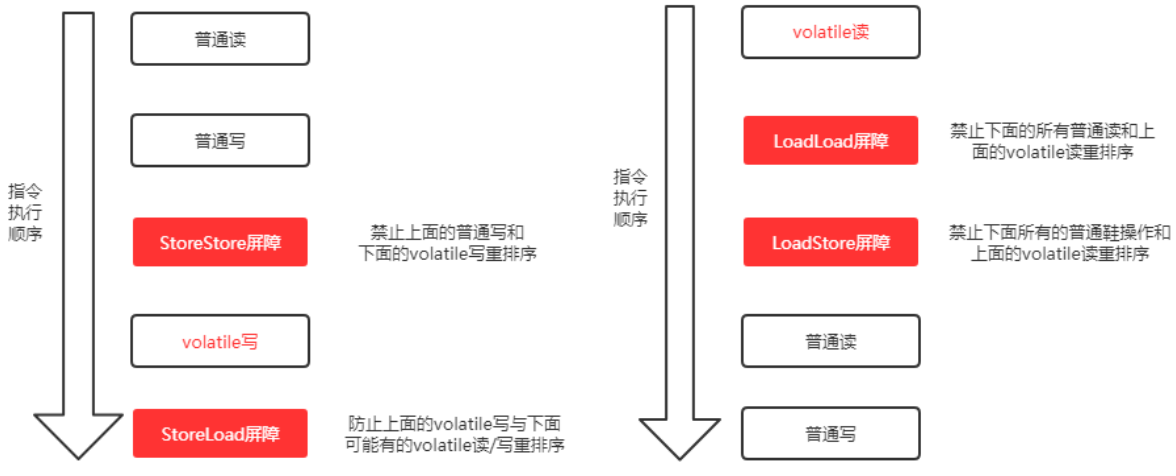 普通读
普通写
指令
执行
顺序
StoreStore屏障
禁止上面的普通写和
下面的volatile写重排序
volatile写
StoreLoad屏障
防止上面的volatile写与下面
可能有的volatile读/写重排序
volatile读
LoadLoad屏障
禁止下面的所有普通读和上
面的volatile读重排序
指令
执行
顺序
LoadStore屏障
禁止下面所有的普通鞋操作和
上面的volatile读重排序
普通读
普通写